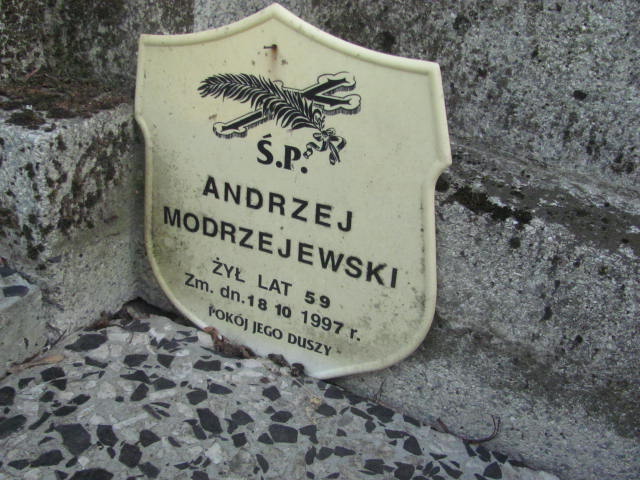 Ś.P.
ANDRZEJ
MODRZEJEWSKI
ŻYŁ LAT 59
Zm. dn. 18 10 1997 r.
POKÓJ JEGO DUSZY